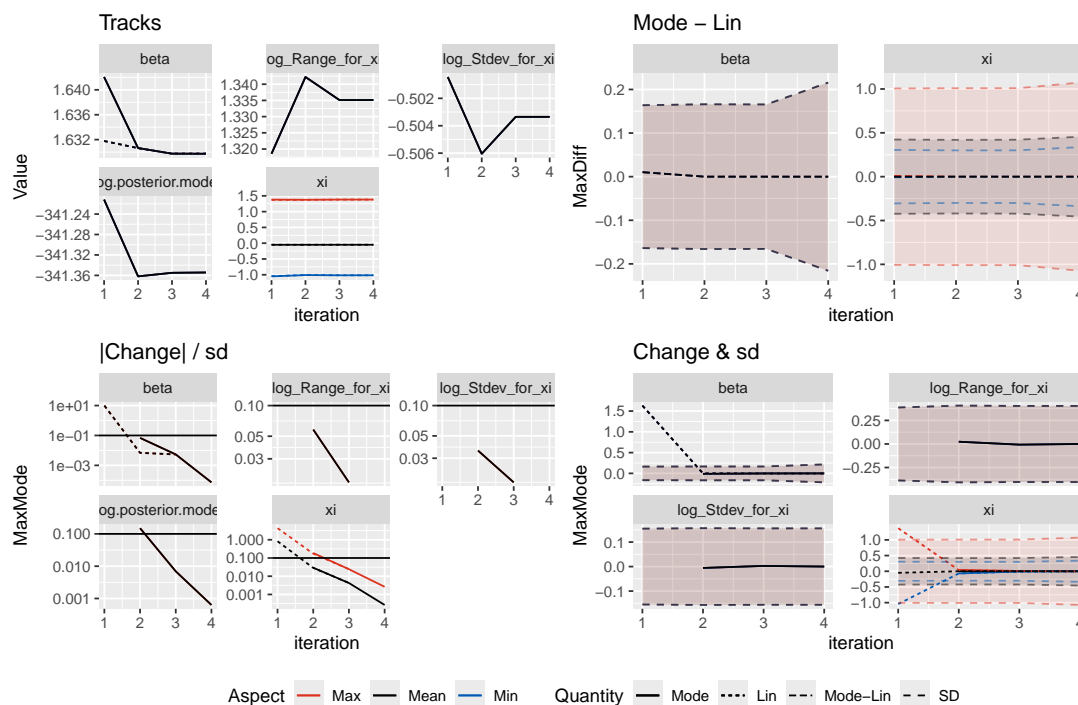 Tracks
beta
og_Range_for_x
log_Stdev_for_xi
1.640
1.636
1.632
1.340
1.335
1.330
1.325
1.320
−0.502
−0.504
−0.506
1 2 3 4
og.posterior.mode
xi
−341.24
−341.28
−341.32
−341.36
1.5
1.0
0.5
0.0
−0.5
−1.0
1 2 3 4
1 2 3 4
iteration
Value
Mode − Lin
beta
xi
0.2
0.1
0.0
−0.1
−0.2
1.0
0.5
0.0
−0.5
−1.0
1 2 3 4
1 2 3 4
iteration
MaxDiff
|Change| / sd
beta
log_Range_for_xi
log_Stdev_for_xi
1e+01
1e−01
1e−03
0.10
0.05
0.03
0.10
0.05
0.03
1 2 3 4
og.posterior.mode
xi
0.100
0.010
0.001
1.000
0.100
0.010
0.001
1 2 3 4
1 2 3 4
iteration
MaxMode
Change & sd
beta
log_Range_for_xi
1.5
1.0
0.5
0.0
0.25
0.00
−0.25
log_Stdev_for_xi
xi
0.1
0.0
−0.1
1.0
0.5
0.0
−0.5
−1.0
1 2 3 4
1 2 3 4
iteration
MaxMode
Aspect Max Mean Min Quantity Mode Lin Mode−Lin SD